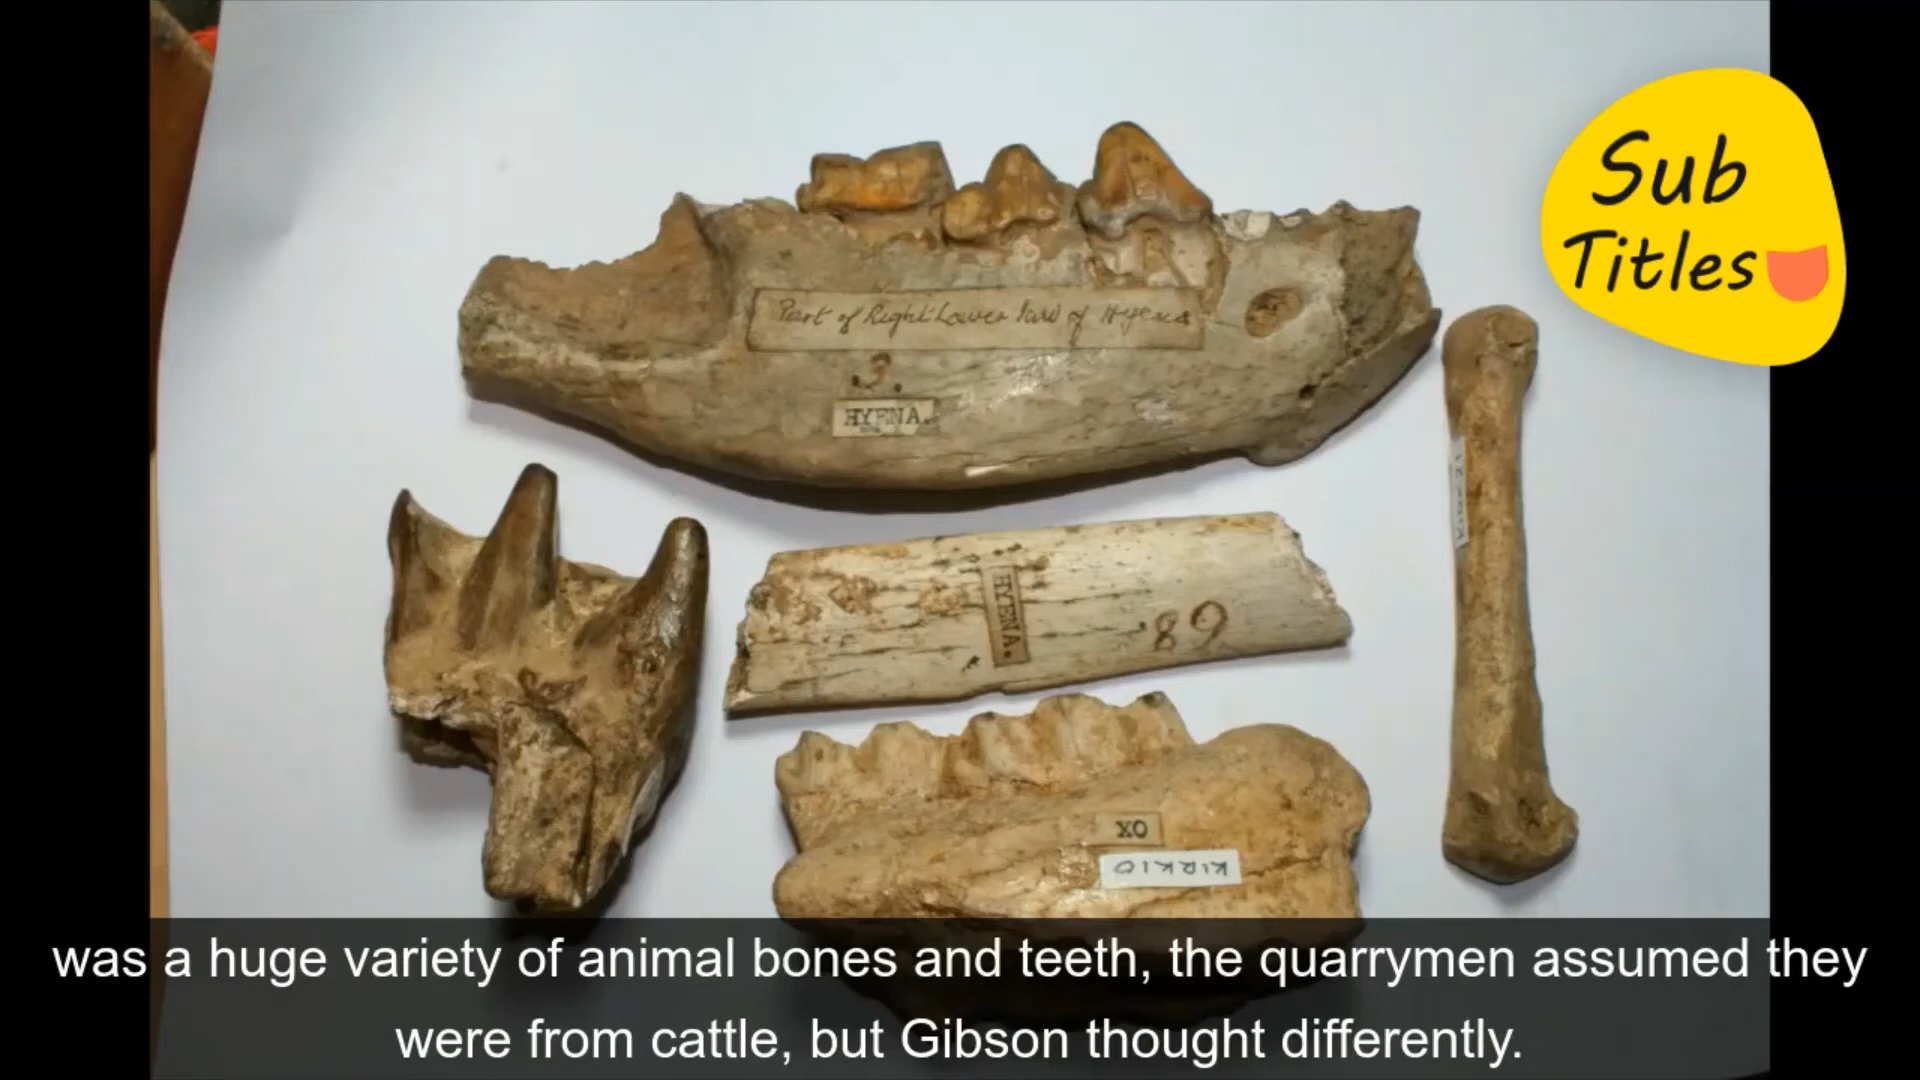 Sub
Titles
Part of Right Lower Jaw of Hyena
.3.
HYENA.
HYENA.
89
OX
KIRK10
was a huge variety of animal bones and teeth, the quarrymen assumed they
were from cattle, but Gibson thought differently.